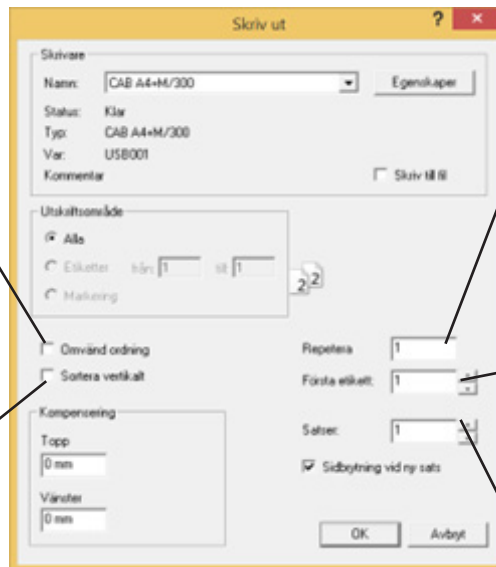 Skriv ut ?
Skrivare
Namn: CAB A4+M/300 Egenskaper
Status: Klar
Typ: CAB A4+M/300
Var: USB001
Kommentar Skriv till fil
Utskriftsområde
Alla
Etiketter från: 1 till: 1
Markering
2 2
Omvänd ordning Repetera 1
Sortera vertikalt Första etikett: 1
Kompensering
Topp Satser: 1
0 mm Sidbrytning vid ny sats
Vänster
0 mm
OK Avbryt